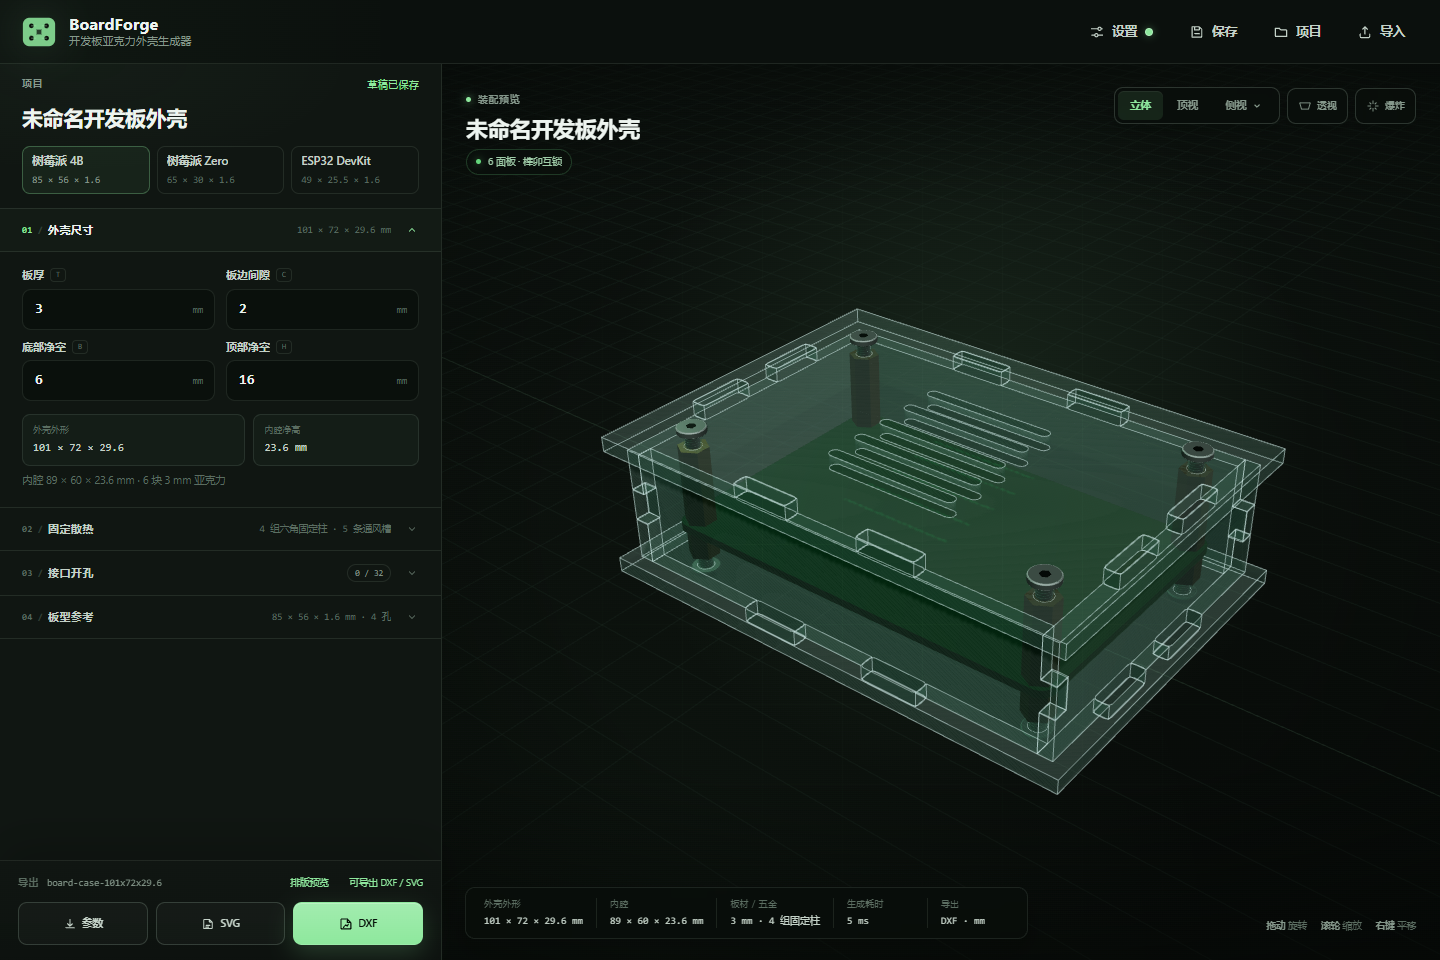 BoardForge
开发板亚克力外壳生成器
设置
保存
项目
导入
项目
草稿已保存
未命名开发板外壳
树莓派 4B
85 × 56 × 1.6
树莓派 Zero
65 × 30 × 1.6
ESP32 DevKit
49 × 25.5 × 1.6
01 / 外壳尺寸
101 × 72 × 29.6 mm
板厚 T
板边间隙 C
3 mm
2 mm
底部净空 B
顶部净空 H
6 mm
16 mm
外壳外形
101 × 72 × 29.6
内腔净高
23.6 mm
内腔 89 × 60 × 23.6 mm · 6 块 3 mm 亚克力
02 / 固定散热
4 组六角固定柱 · 5 条通风槽
03 / 接口开孔
0 / 32
04 / 板型参考
85 × 56 × 1.6 mm · 4 孔
导出 board-case-101x72x29.6
排版预览
可导出 DXF / SVG
参数
SVG
DXF
装配预览
未命名开发板外壳
6 面板 · 榫卯互锁
立体
顶视
侧视
透视
爆炸
外壳外形
101 × 72 × 29.6 mm
内腔
89 × 60 × 23.6 mm
板材 / 五金
3 mm · 4 组固定柱
生成耗时
5 ms
导出
DXF · mm
拖动 旋转
滚轮 缩放
右键 平移